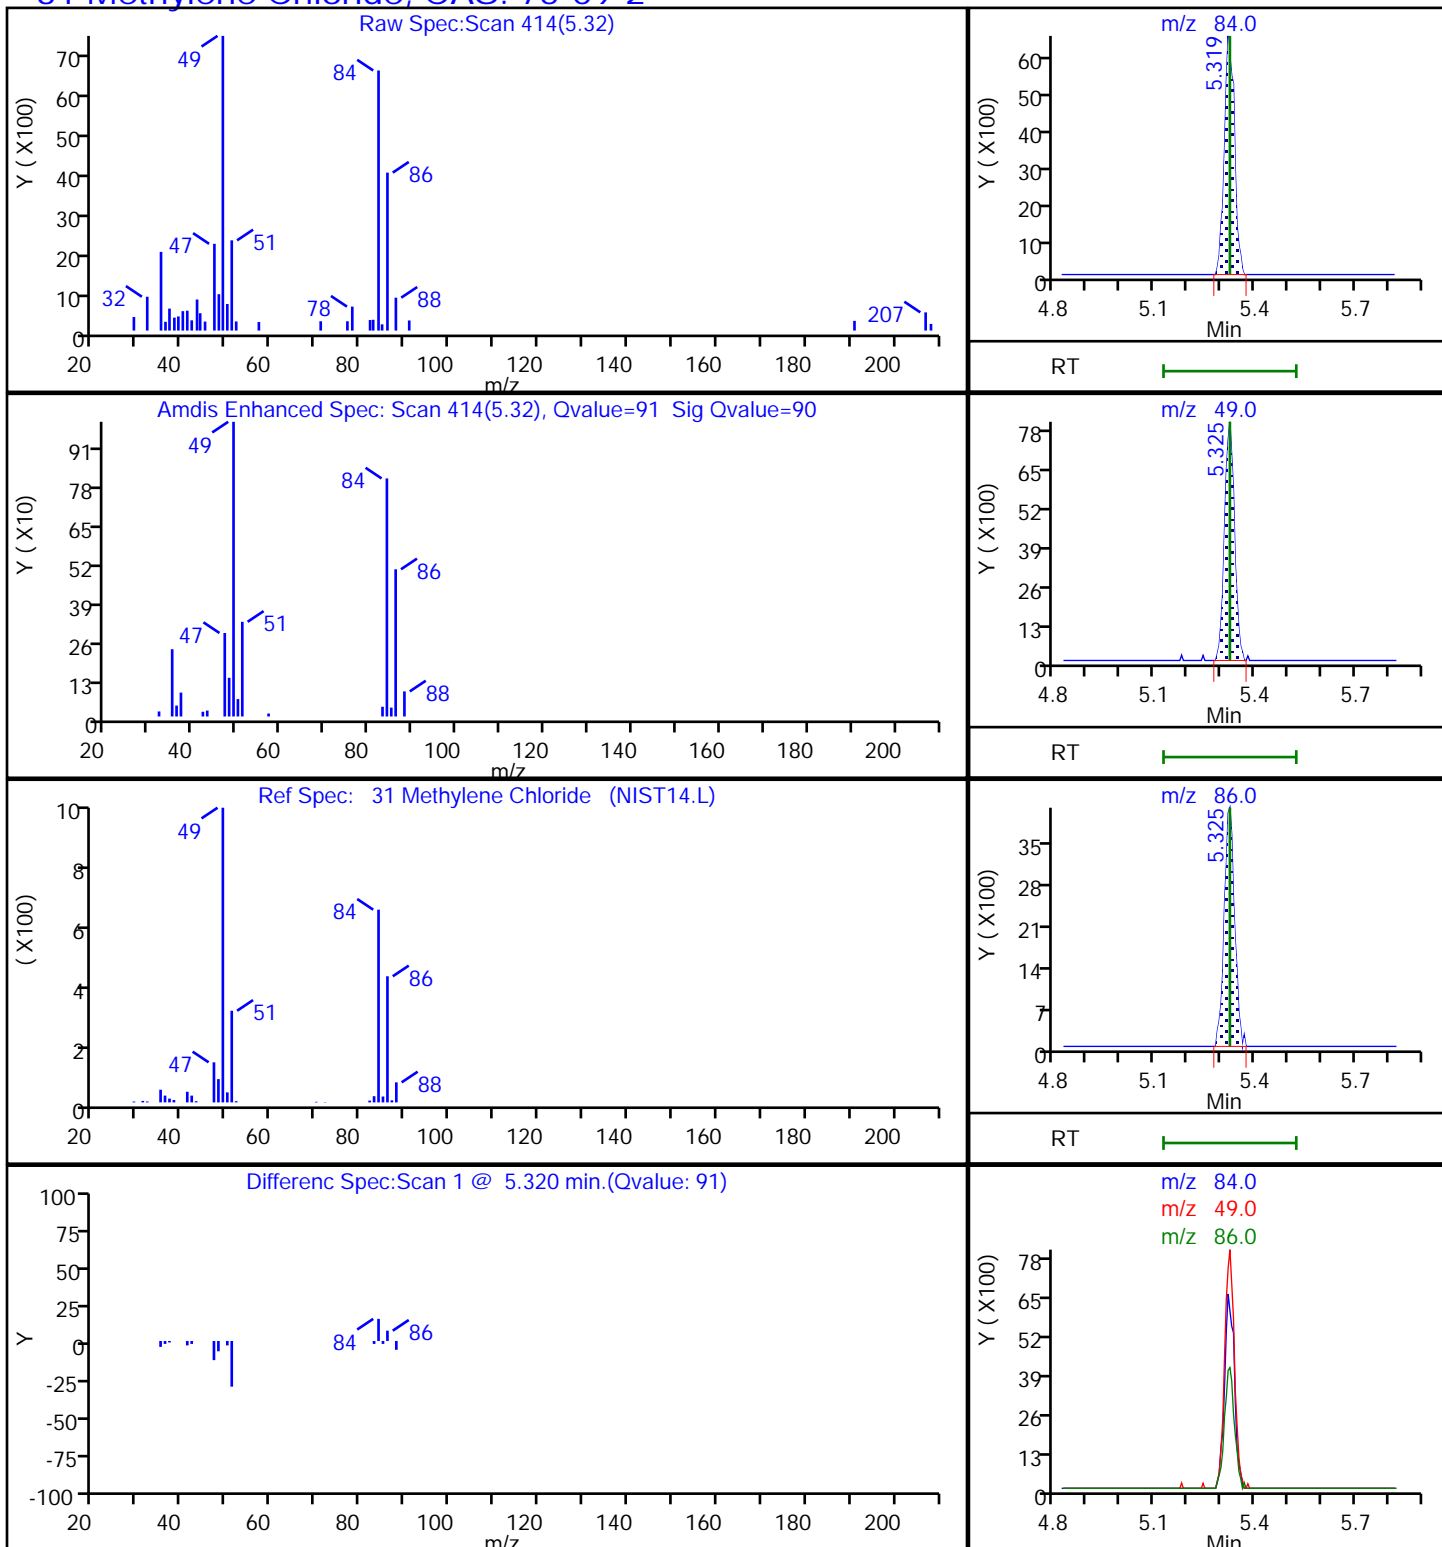 31 Methylene Chloride, CAS: 75-09-2
Raw Spec:Scan 414(5.32)
Y ( X100)
70
60
50
40
30
20
10
0
49
84
86
47
51
32
78
88
207
20 40 60 80 100 120 140 160 180 200
m/z
m/z 84.0
Y ( X100)
60
50
40
30
20
10
0
5.319
4.8 5.1 5.4 5.7
Min
RT
Amdis Enhanced Spec: Scan 414(5.32), Qvalue=91 Sig Qvalue=90
Y ( X10)
91
78
65
52
39
26
13
0
49
84
86
47
51
88
20 40 60 80 100 120 140 160 180 200
m/z
m/z 49.0
Y ( X100)
78
65
52
39
26
13
0
5.325
4.8 5.1 5.4 5.7
Min
RT
Ref Spec: 31 Methylene Chloride (NIST14.L)
( X100)
10
8
6
4
2
0
49
84
86
51
47
88
20 40 60 80 100 120 140 160 180 200
m/z 86.0
Y ( X100)
35
28
21
14
7
0
5.325
4.8 5.1 5.4 5.7
Min
RT
Differenc Spec:Scan 1 @ 5.320 min.(Qvalue: 91)
Y
100
75
50
25
0
-25
-50
-75
-100
84
86
20 40 60 80 100 120 140 160 180 200
m/z
m/z 84.0
m/z 49.0
m/z 86.0
Y ( X100)
78
65
52
39
26
13
0
4.8 5.1 5.4 5.7
Min